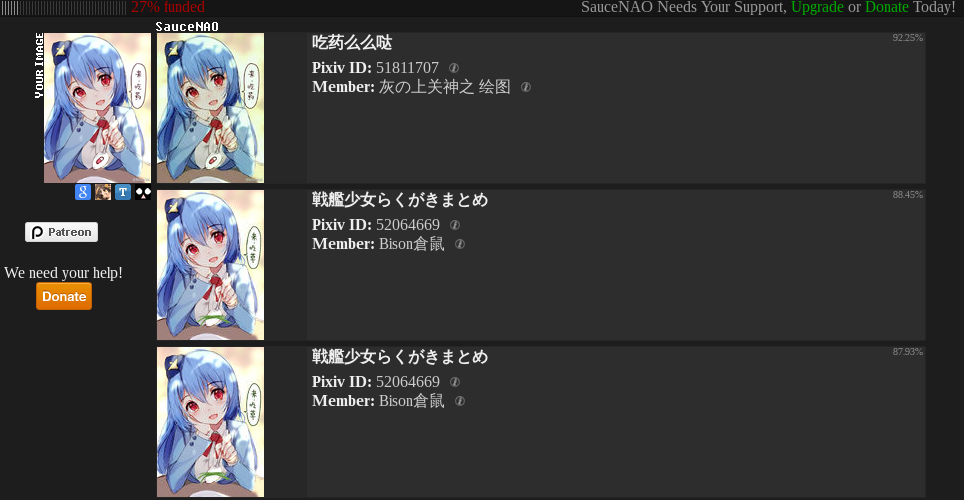 27% funded
SauceNAO Needs Your Support, Upgrade or Donate Today!
SauceNAO
YOUR IMAGE
来,吃药
吃药么么哒
92.25%
Pixiv ID: 51811707
Member: 灰の上关神之 绘图
Patreon
We need your help!
Donate
戦艦少女らくがきまとめ
88.45%
Pixiv ID: 52064669
Member: Bison倉鼠
戦艦少女らくがきまとめ
87.93%
Pixiv ID: 52064669
Member: Bison倉鼠